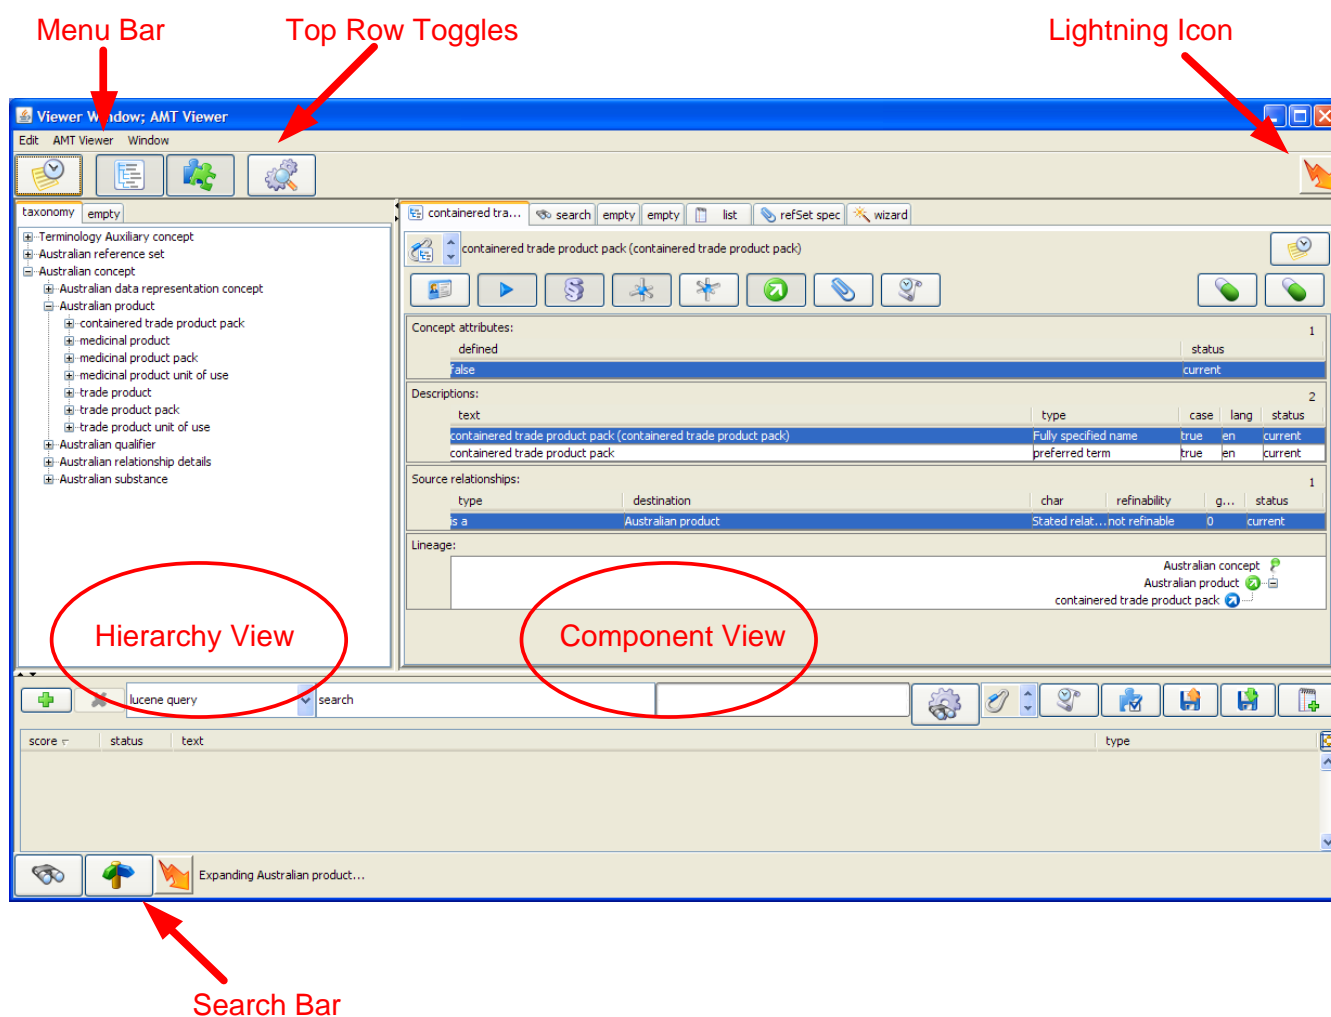 Menu Bar
Top Row Toggles
Lightning Icon
Viewer Window; AMT Viewer
Edit AMT Viewer Window
taxonomy empty
Terminology Auxiliary concept
Australian reference set
Australian concept
Australian data representation concept
Australian product
containered trade product pack
medicinal product
medicinal product pack
medicinal product unit of use
trade product
trade product pack
trade product unit of use
Australian qualifier
Australian relationship details
Australian substance
Hierarchy View
containered tra... search empty empty list refSet spec wizard
containered trade product pack (containered trade product pack)
Concept attributes: 1
defined status
false current
Descriptions: 2
text type case lang status
containered trade product pack (containered trade product pack) Fully specified name true en current
containered trade product pack preferred term true en current
Source relationships: 1
type destination char refinability g... status
is a Australian product Stated relat... not refinable 0 current
Lineage:
Australian concept
Australian product
containered trade product pack
Component View
lucene query search
score status text type
Expanding Australian product...
Search Bar